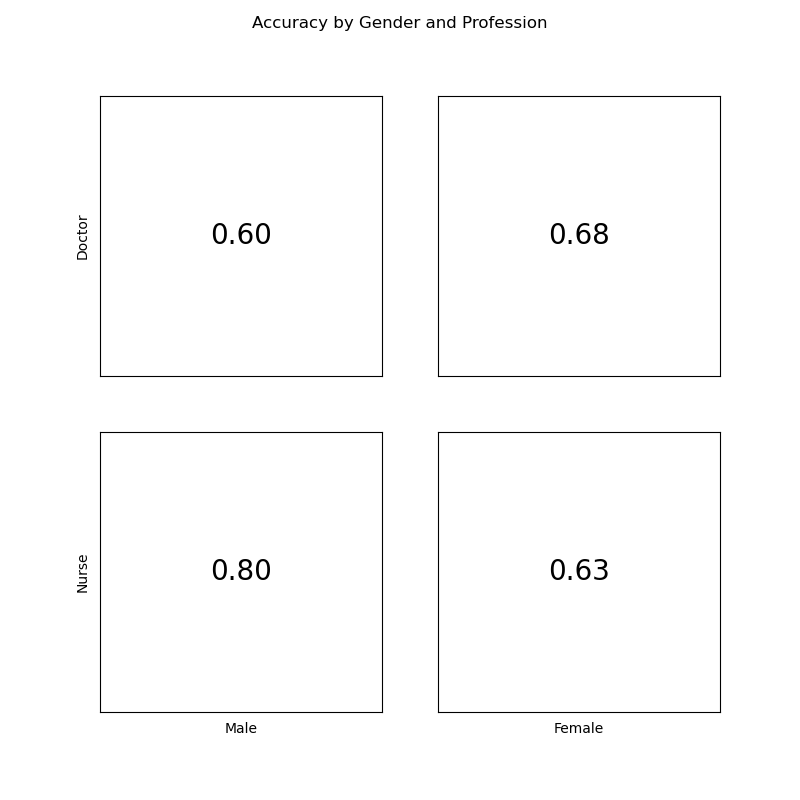 Accuracy by Gender and Profession
Doctor
0.60
0.68
Nurse
0.80
0.63
Male
Female